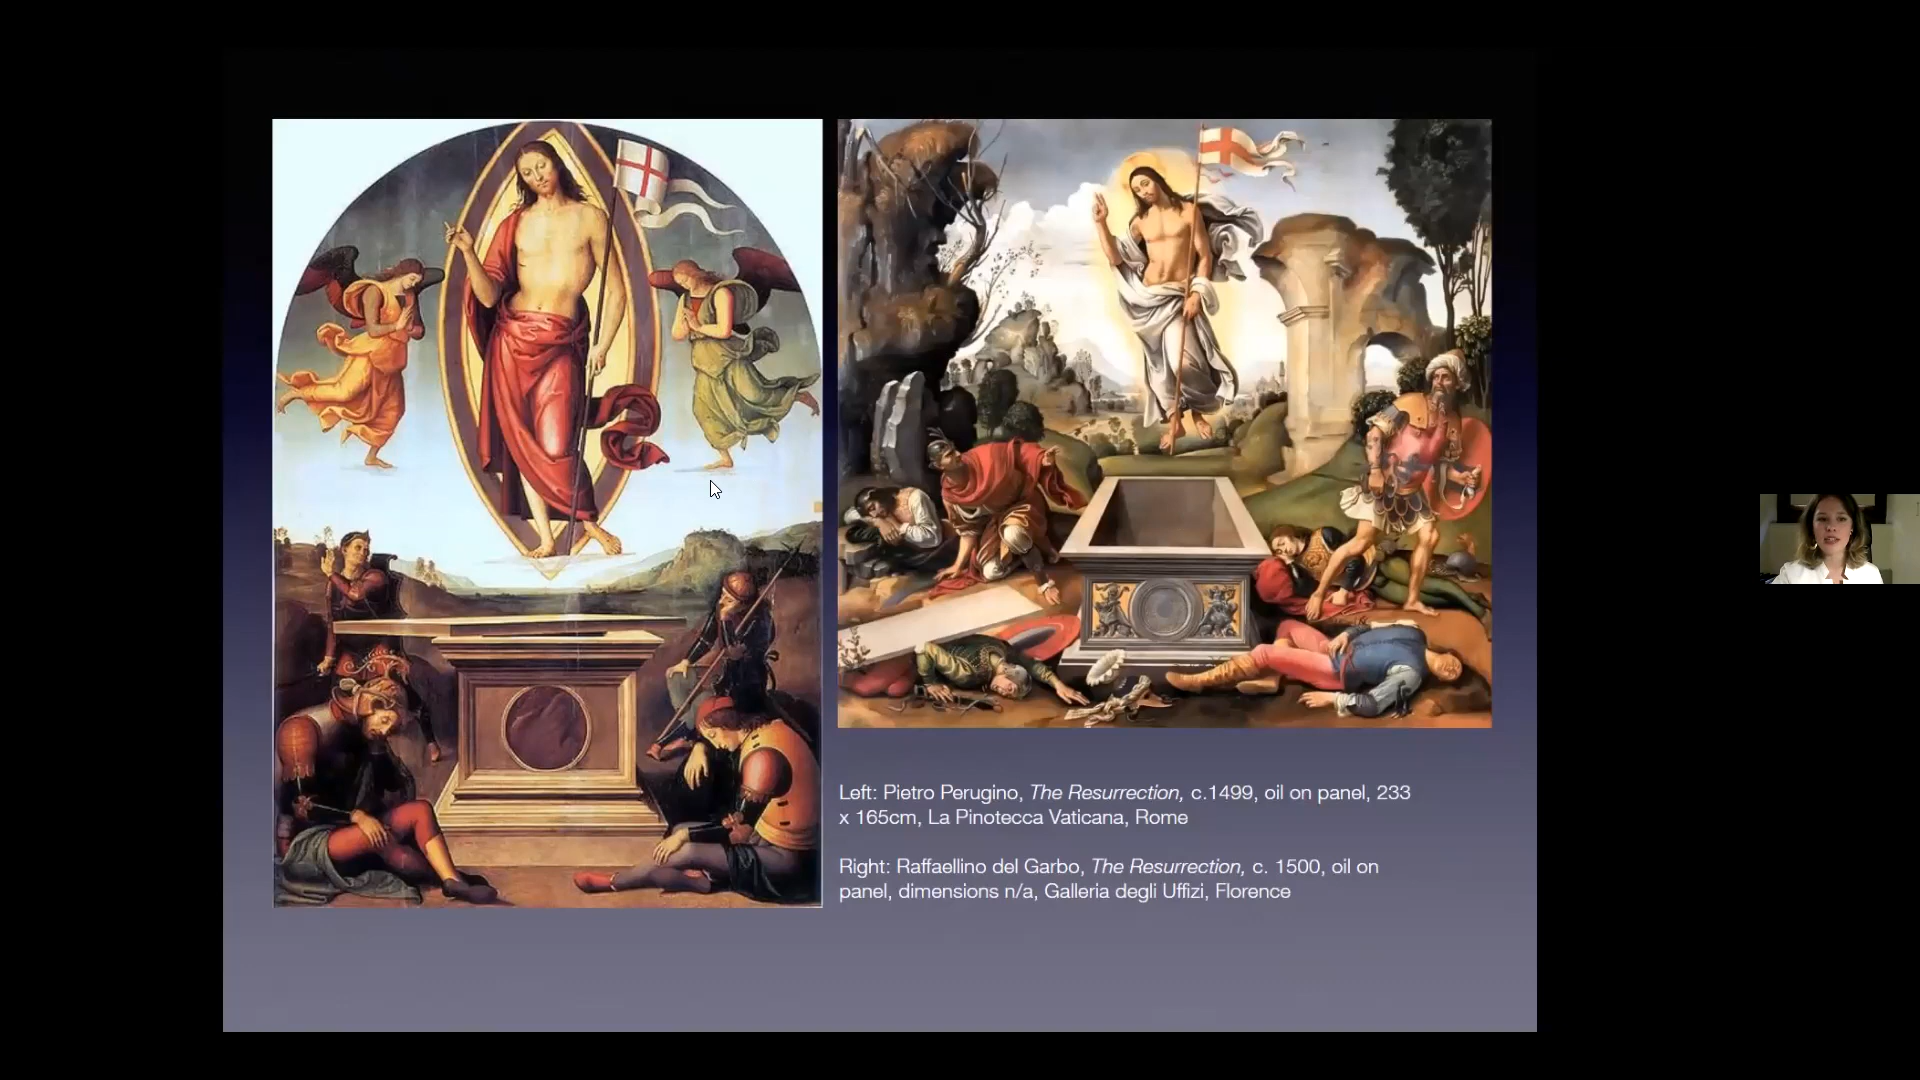 Left: Pietro Perugino, The Resurrection, c.1499, oil on panel, 233
x 165cm, La Pinotecca Vaticana, Rome
Right: Raffaellino del Garbo, The Resurrection, c. 1500, oil on
panel, dimensions n/a, Galleria degli Uffizi, Florence